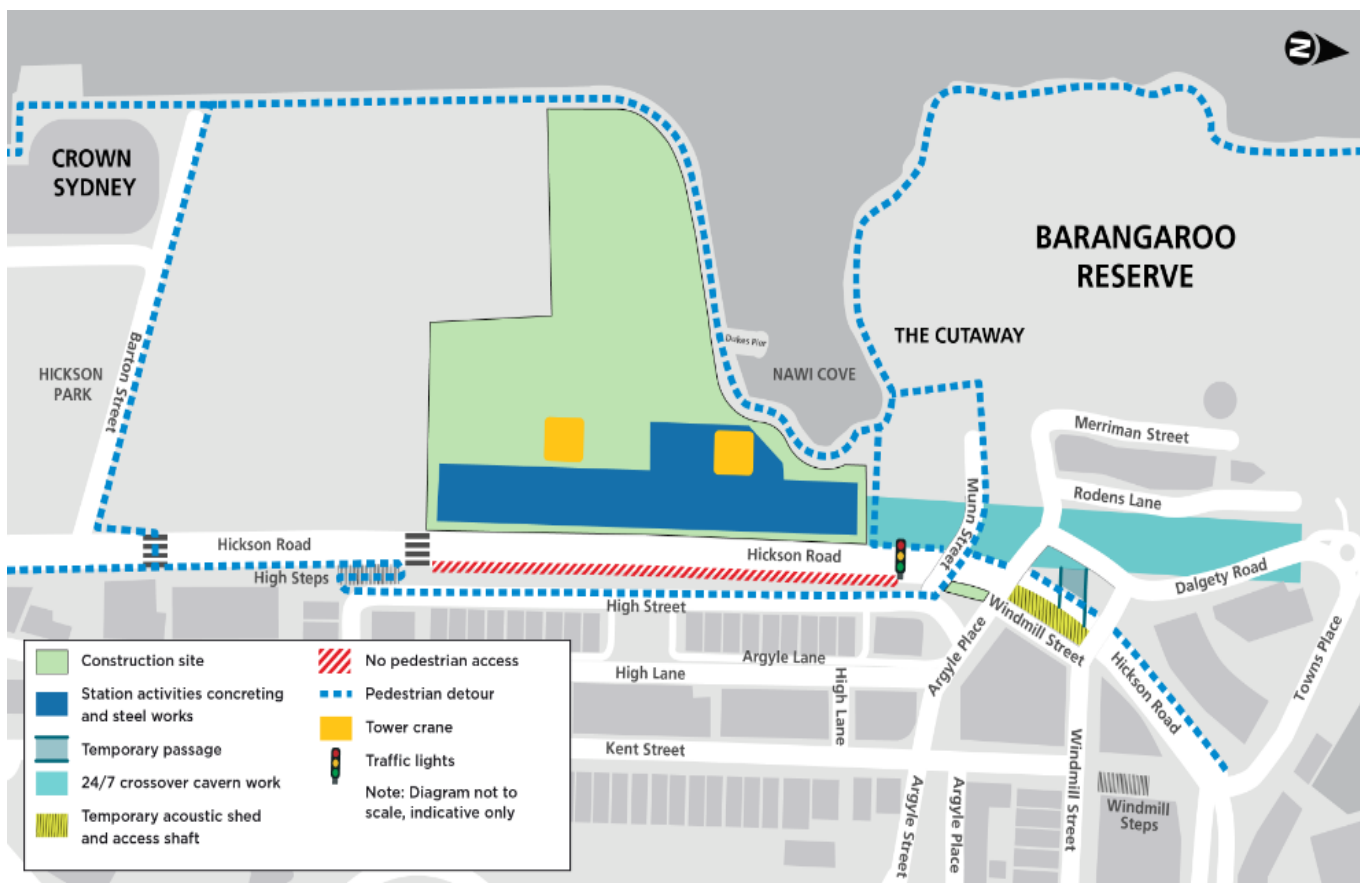 N
CROWN
SYDNEY
BARANGAROO
RESERVE
THE CUTAWAY
Dukes Pier
NAWI COVE
HICKSON
PARK
Barton Street
Merriman Street
Rodens Lane
Munn Street
Hickson Road
Hickson Road
High Steps
High Street
Dalgety Road
Windmill Street
Towns Place
Argyle Place
Hickson Road
Argyle Lane
High Lane
High Lane
Kent Street
Windmill Street
Argyle Street
Argyle Place
Windmill
Steps
Construction site
Station activities concreting
and steel works
Temporary passage
24/7 crossover cavern work
Temporary acoustic shed
and access shaft
No pedestrian access
Pedestrian detour
Tower crane
Traffic lights
Note: Diagram not to
scale, indicative only